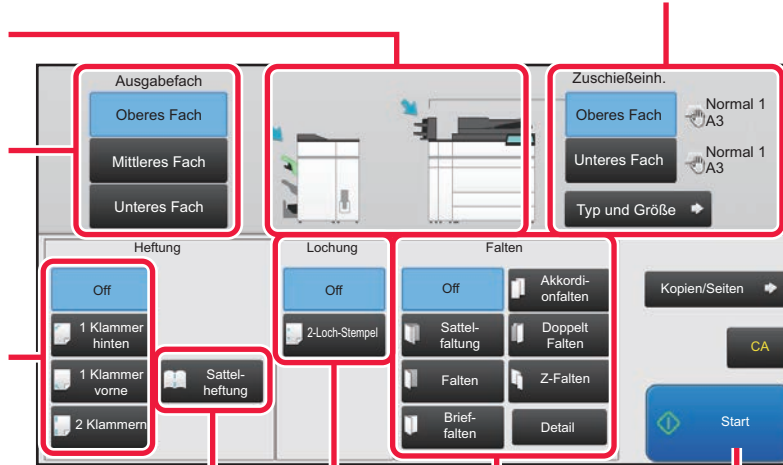 Ausgabefach
Oberes Fach
Mittleres Fach
Unteres Fach
Zuschießeinh.
Oberes Fach
Normal 1
A3
Unteres Fach
Normal 1
A3
Typ und Größe
Heftung
Off
1 Klammer
hinten
1 Klammer
vorne
2 Klammern
Sattel-
heftung
Lochung
Off
2-Loch-Stempel
Falten
Off
Akkordi-
onfalten
Sattel-
faltung
Doppelt
Falten
Falten
Z-Falten
Brief-
falten
Detail
Kopien/Seiten
CA
Start